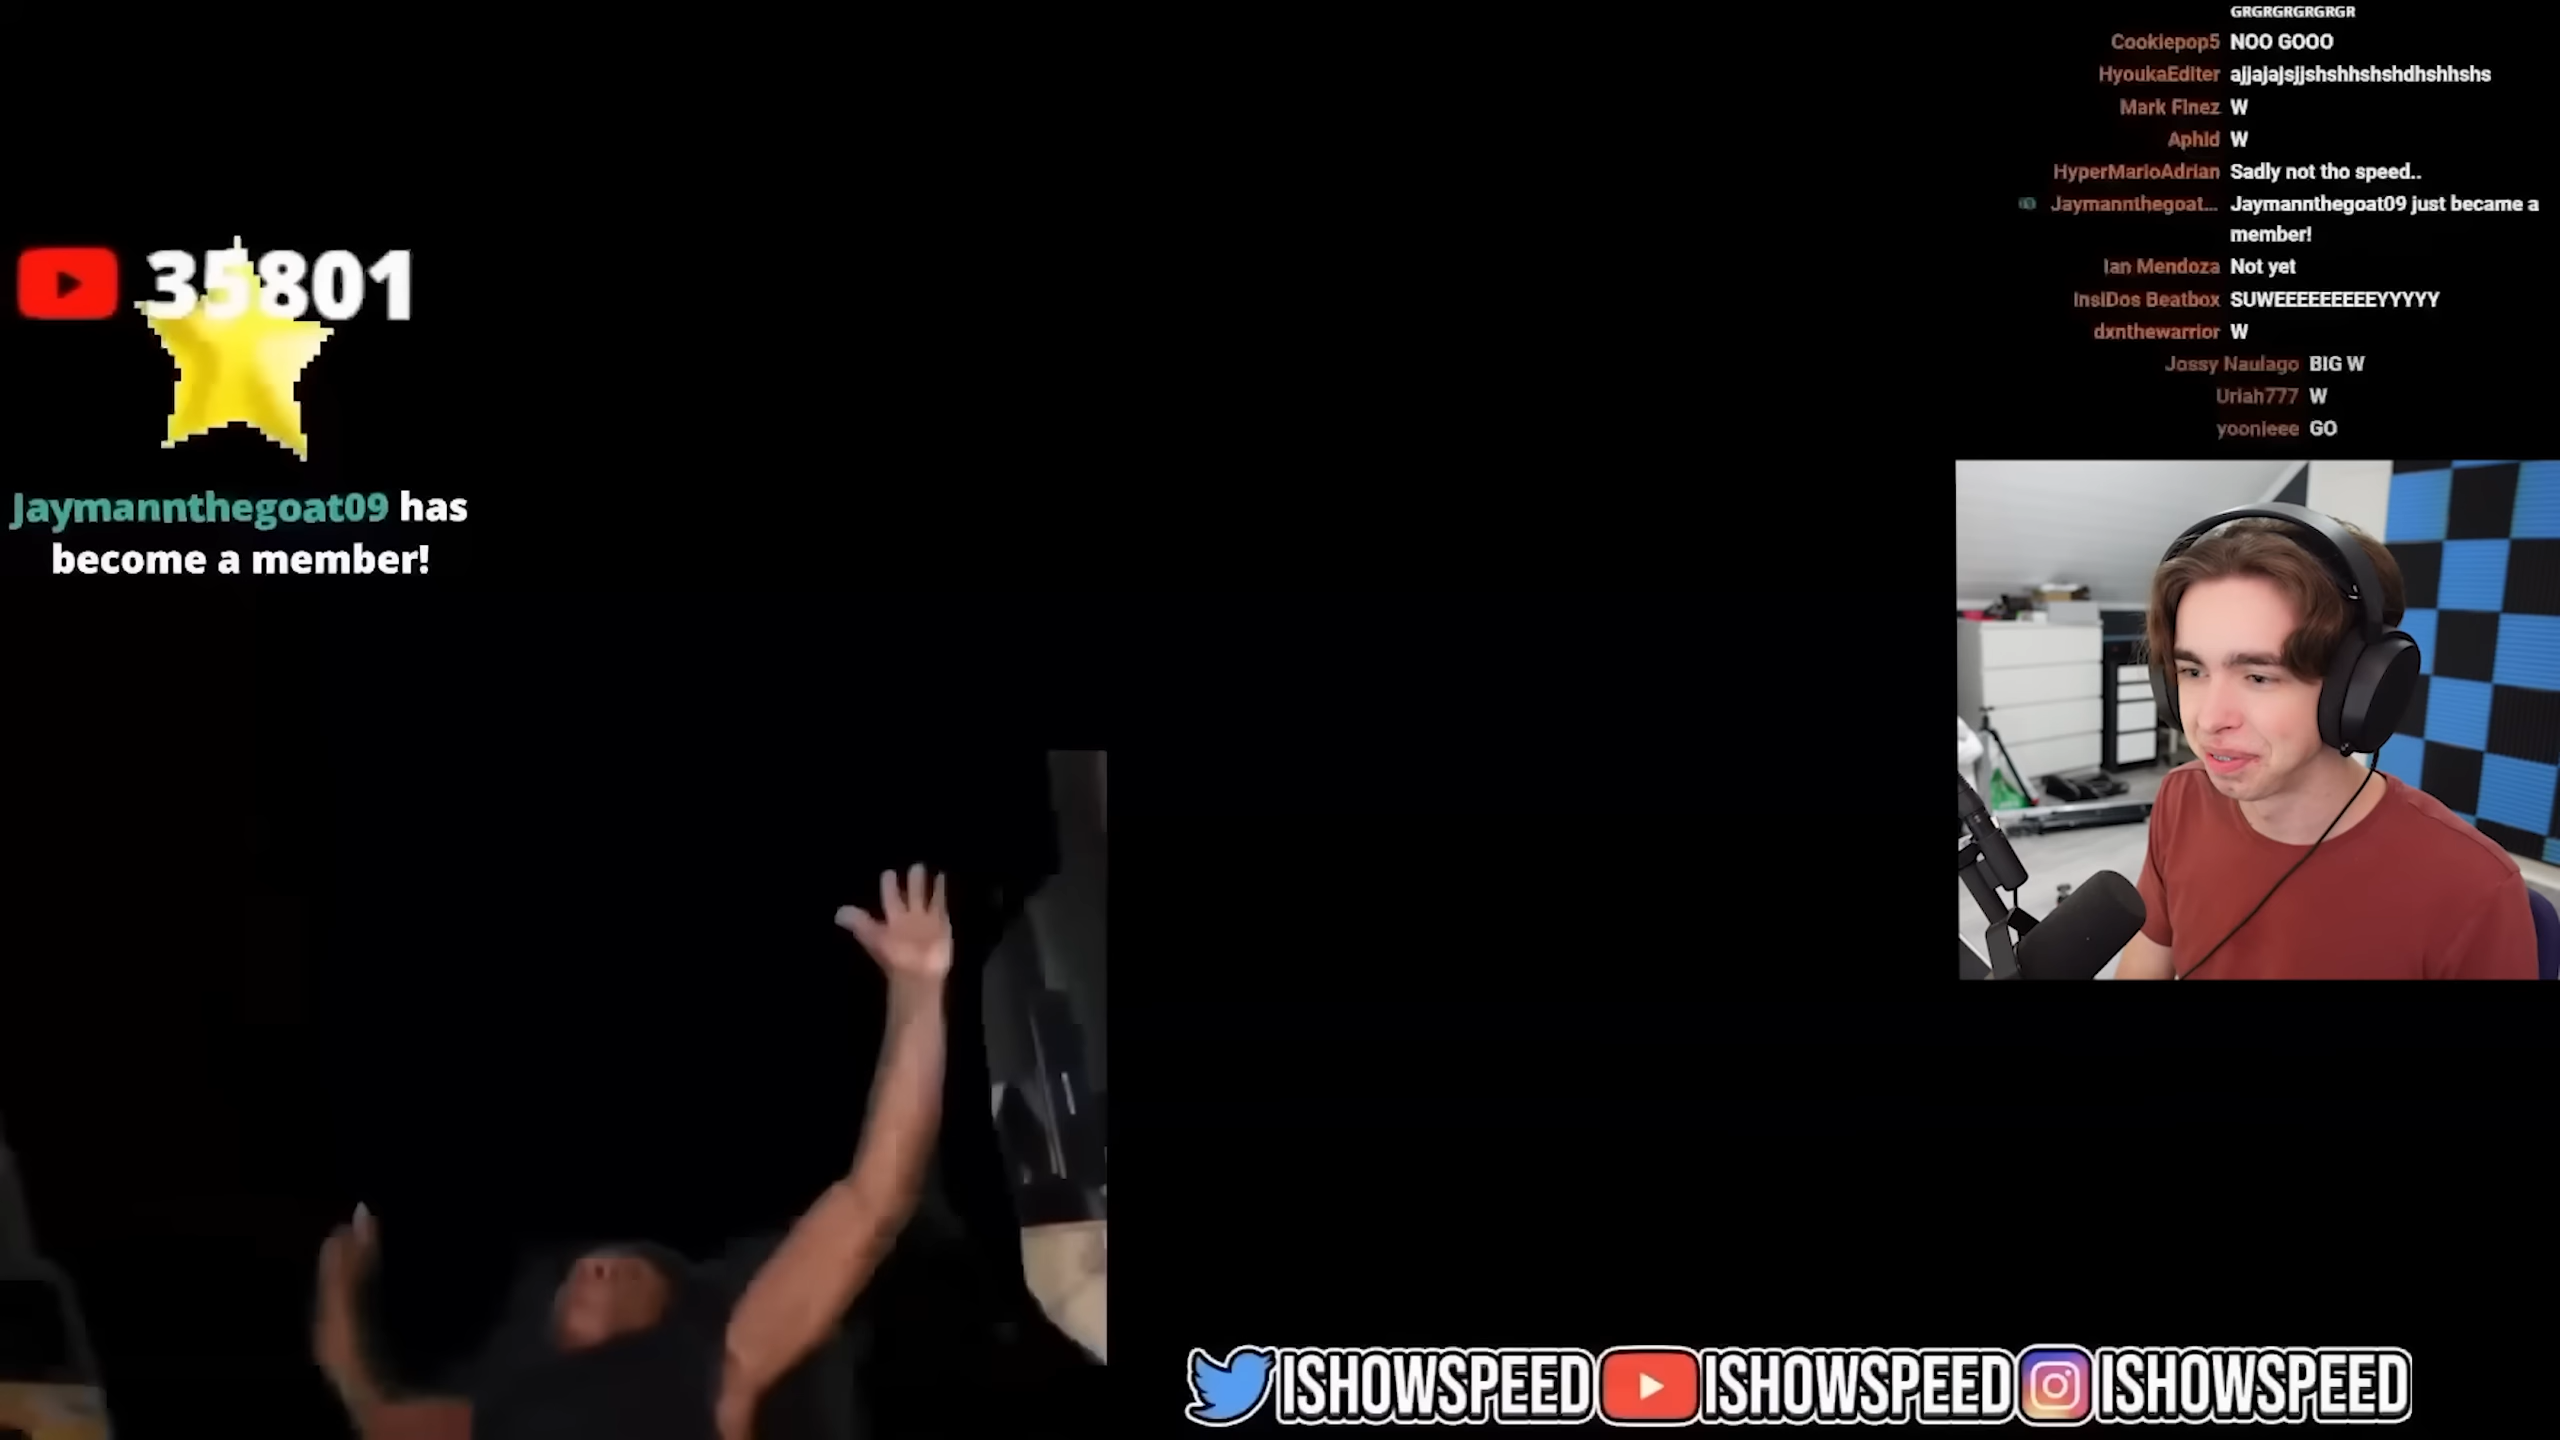 GRGRGRGRGRGR
Cookiepop5 NOO GOOO
HyoukaEditer ajjajajsjjshshhshshdhshhshs
Mark Finez W
Aphid W
HyperMarioAdrian Sadly not tho speed..
Jaymannthegoat... Jaymannthegoat09 just became a
member!
Ian Mendoza Not yet
InsiDos Beatbox SUWEEEEEEEEEYYYYY
dxnthewarrior W
Jossy Naulago BIG W
Uriah777 W
yoonieee GO
35801
Jaymannthegoat09 has
become a member!
ISHOWSPEED ISHOWSPEED ISHOWSPEED